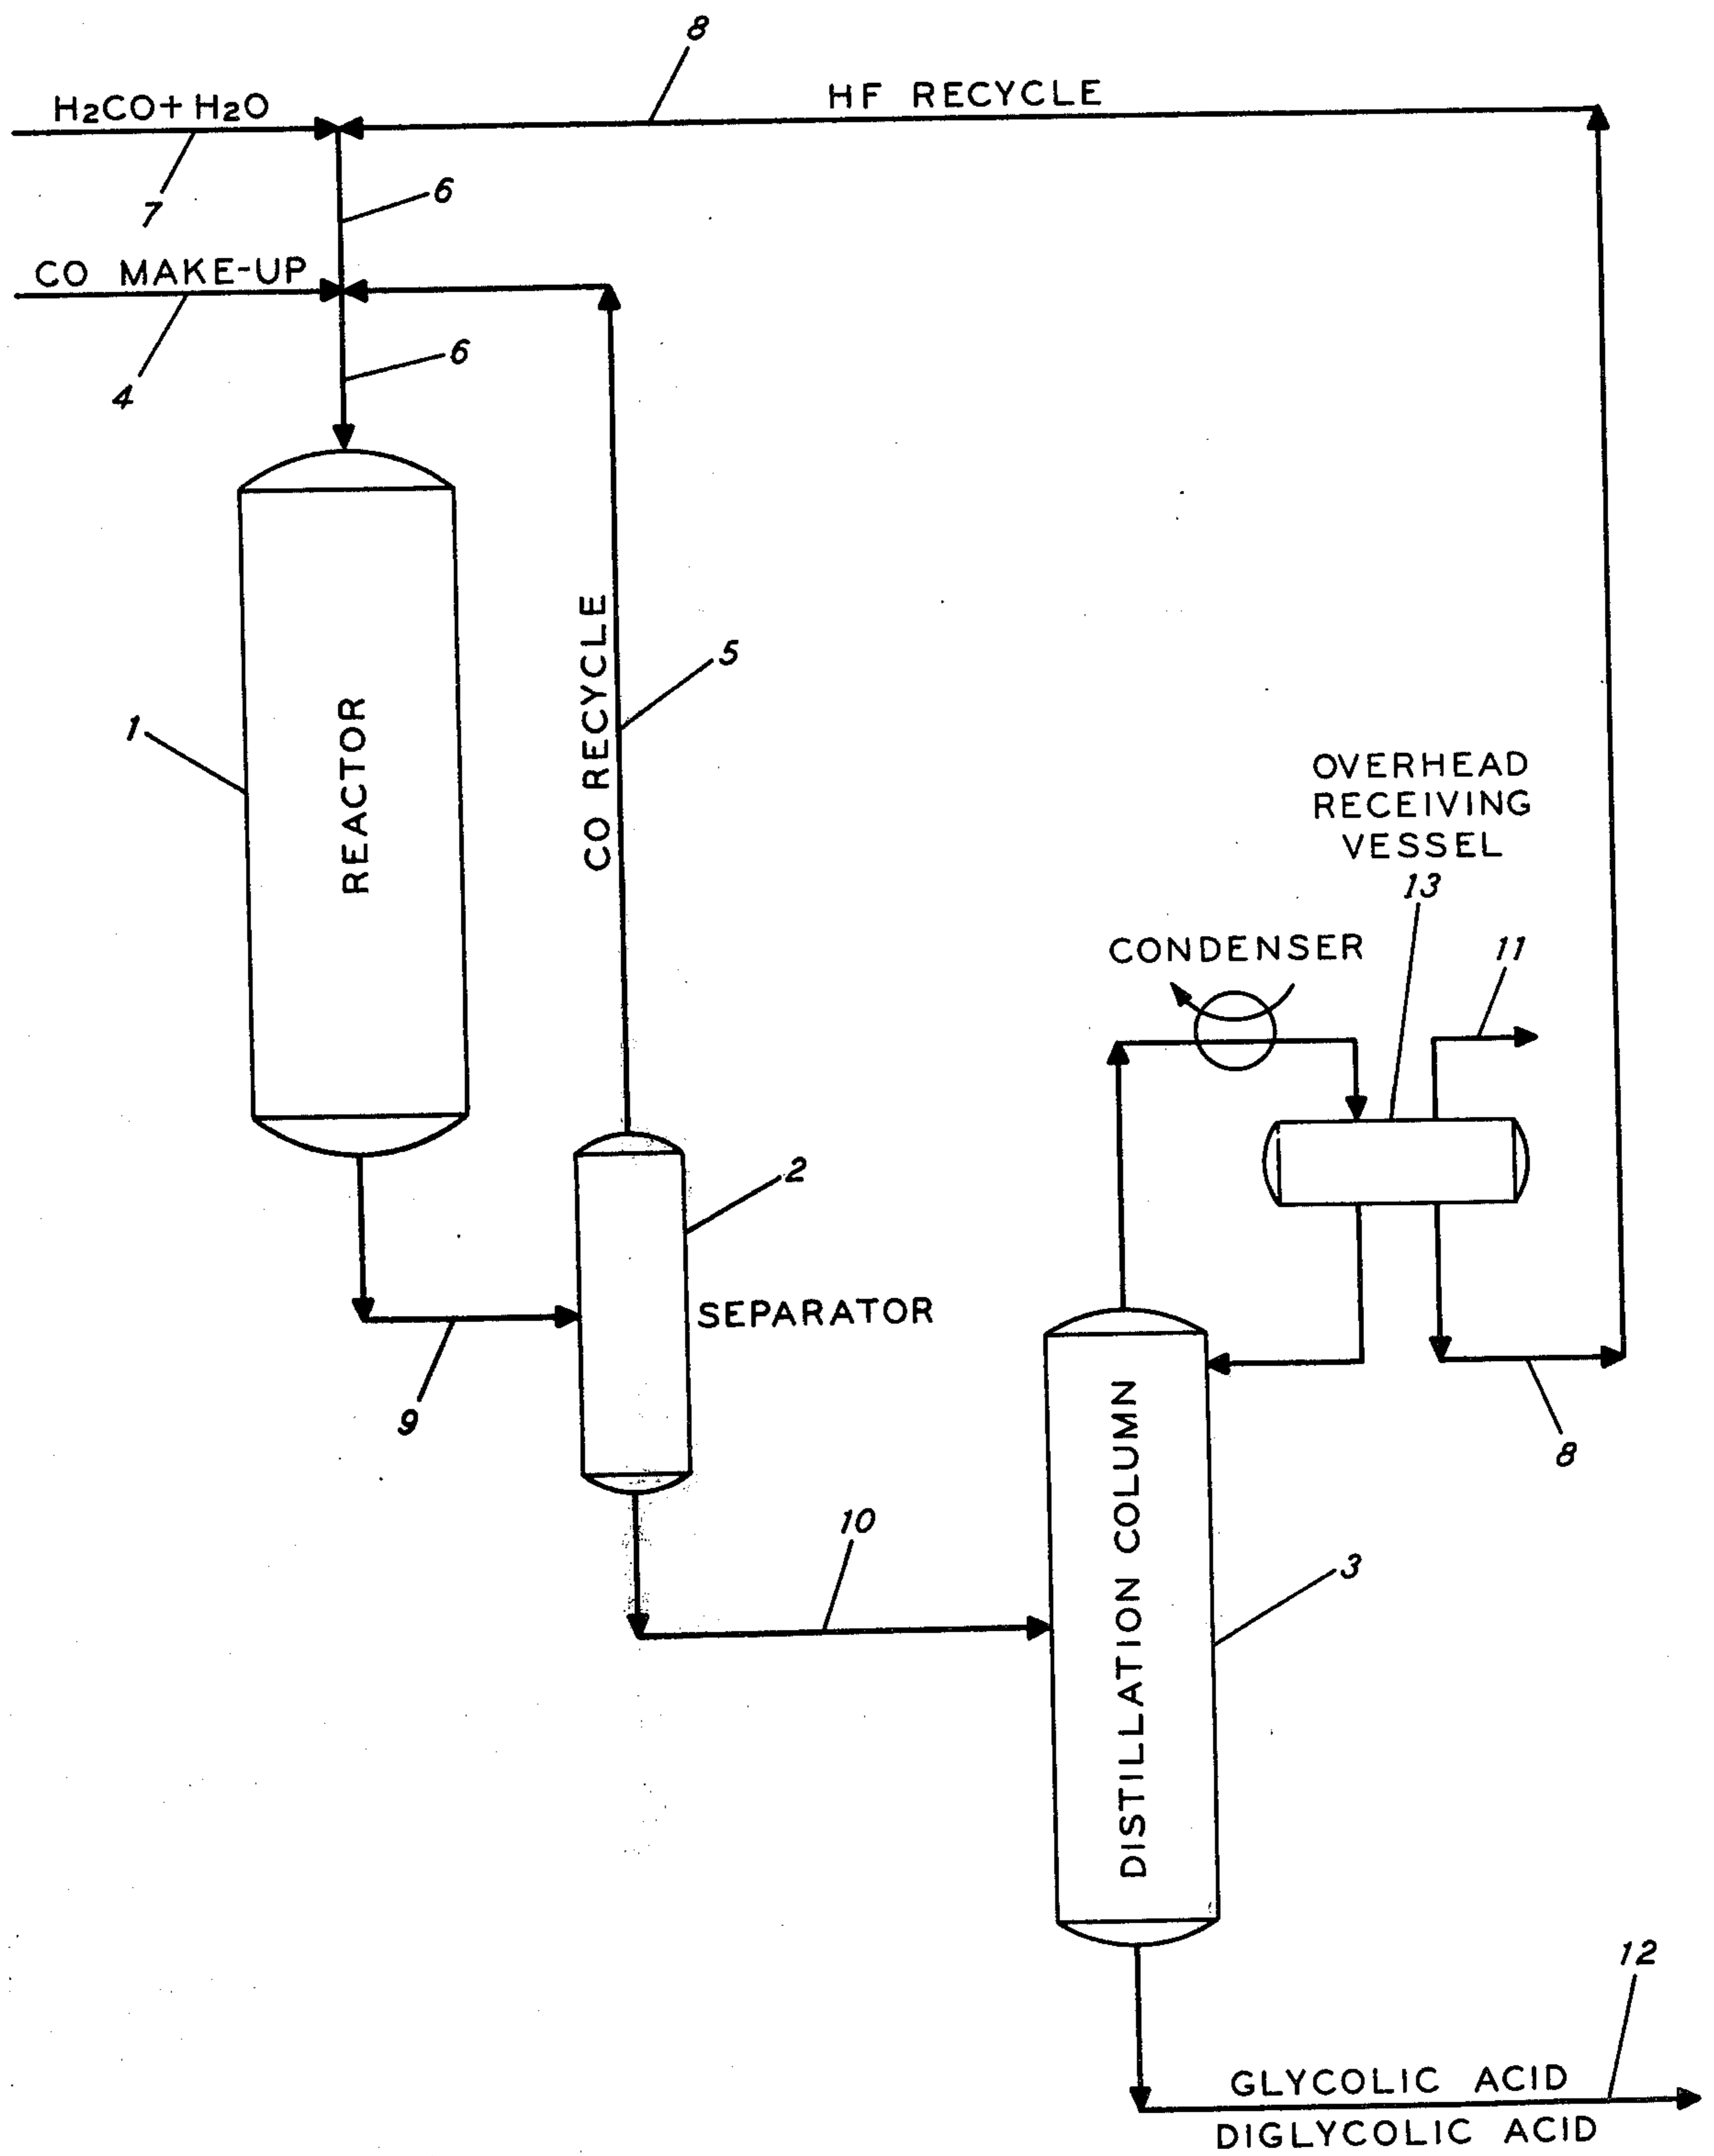 8
HF RECYCLE
H2CO+H2O
7
6
CO MAKE-UP
4
6
CO RECYCLE
5
1
REACTOR
OVERHEAD
RECEIVING
VESSEL
13
CONDENSER
11
2
SEPARATOR
9
8
10
DISTILLATION COLUMN
3
12
GLYCOLIC ACID
DIGLYCOLIC ACID